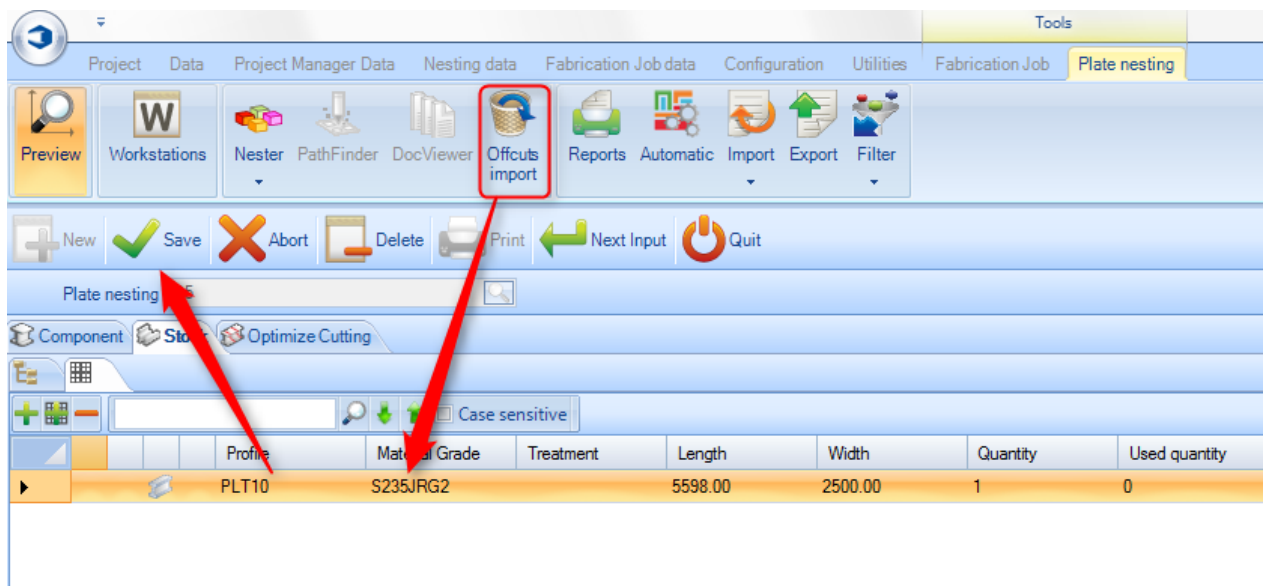 Tools
Project Data Project Manager Data Nesting data Fabrication Job data Configuration Utilities Fabrication Job Plate nesting
Preview Workstations Nester PathFinder DocViewer Offcuts import Reports Automatic Import Export Filter
New Save Abort Delete Print Next Input Quit
Plate nesting
Component Optimize Cutting
Case sensitive
Profile Material Grade Treatment Length Width Quantity Used quantity
PLT10 S235JRG2 5598.00 2500.00 1 0